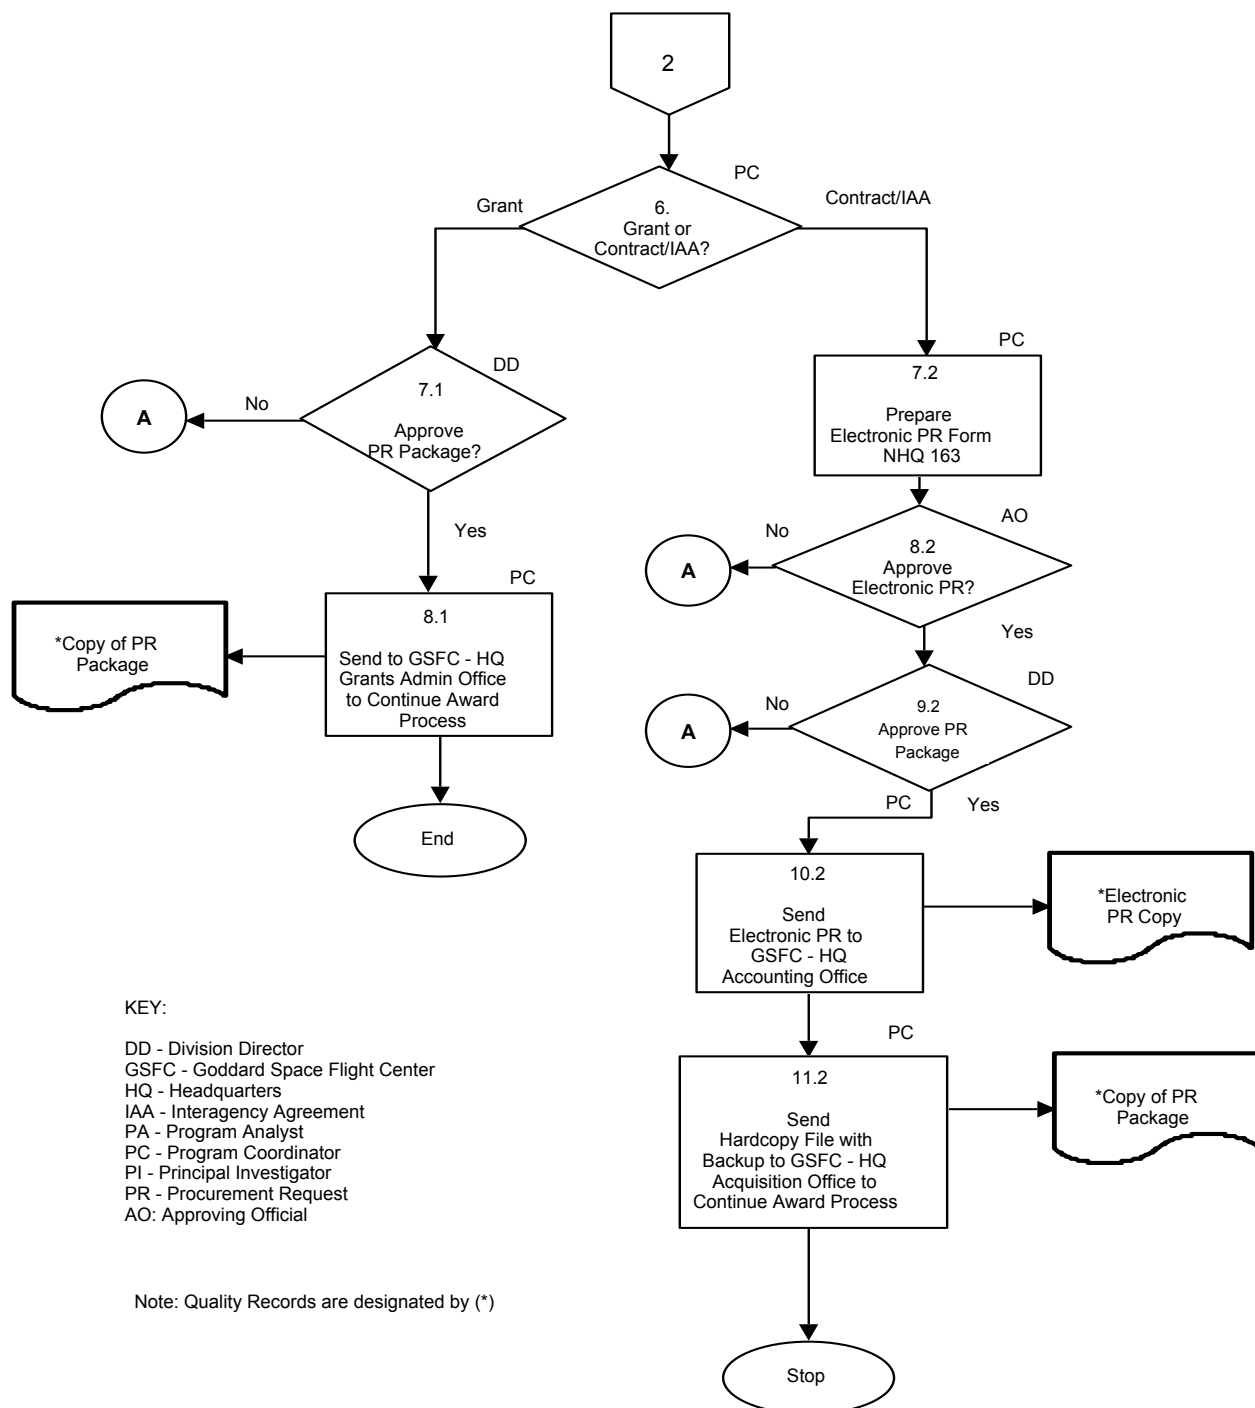 2
PC
Grant
Contract/IAA
6.
Grant or
Contract/IAA?
DD
7.1
Approve
PR Package?
No
A
Yes
PC
8.1
Send to GSFC - HQ
Grants Admin Office
to Continue Award
Process
*Copy of PR
Package
End
PC
7.2
Prepare
Electronic PR Form
NHQ 163
AO
No
A
8.2
Approve
Electronic PR?
Yes
DD
No
A
9.2
Approve PR
Package
PC
Yes
10.2
Send
Electronic PR to
GSFC - HQ
Accounting Office
*Electronic
PR Copy
PC
11.2
Send
Hardcopy File with
Backup to GSFC - HQ
Acquisition Office to
Continue Award Process
*Copy of PR
Package
Stop
KEY:
DD - Division Director
GSFC - Goddard Space Flight Center
HQ - Headquarters
IAA - Interagency Agreement
PA - Program Analyst
PC - Program Coordinator
PI - Principal Investigator
PR - Procurement Request
AO: Approving Official
Note: Quality Records are designated by (*)